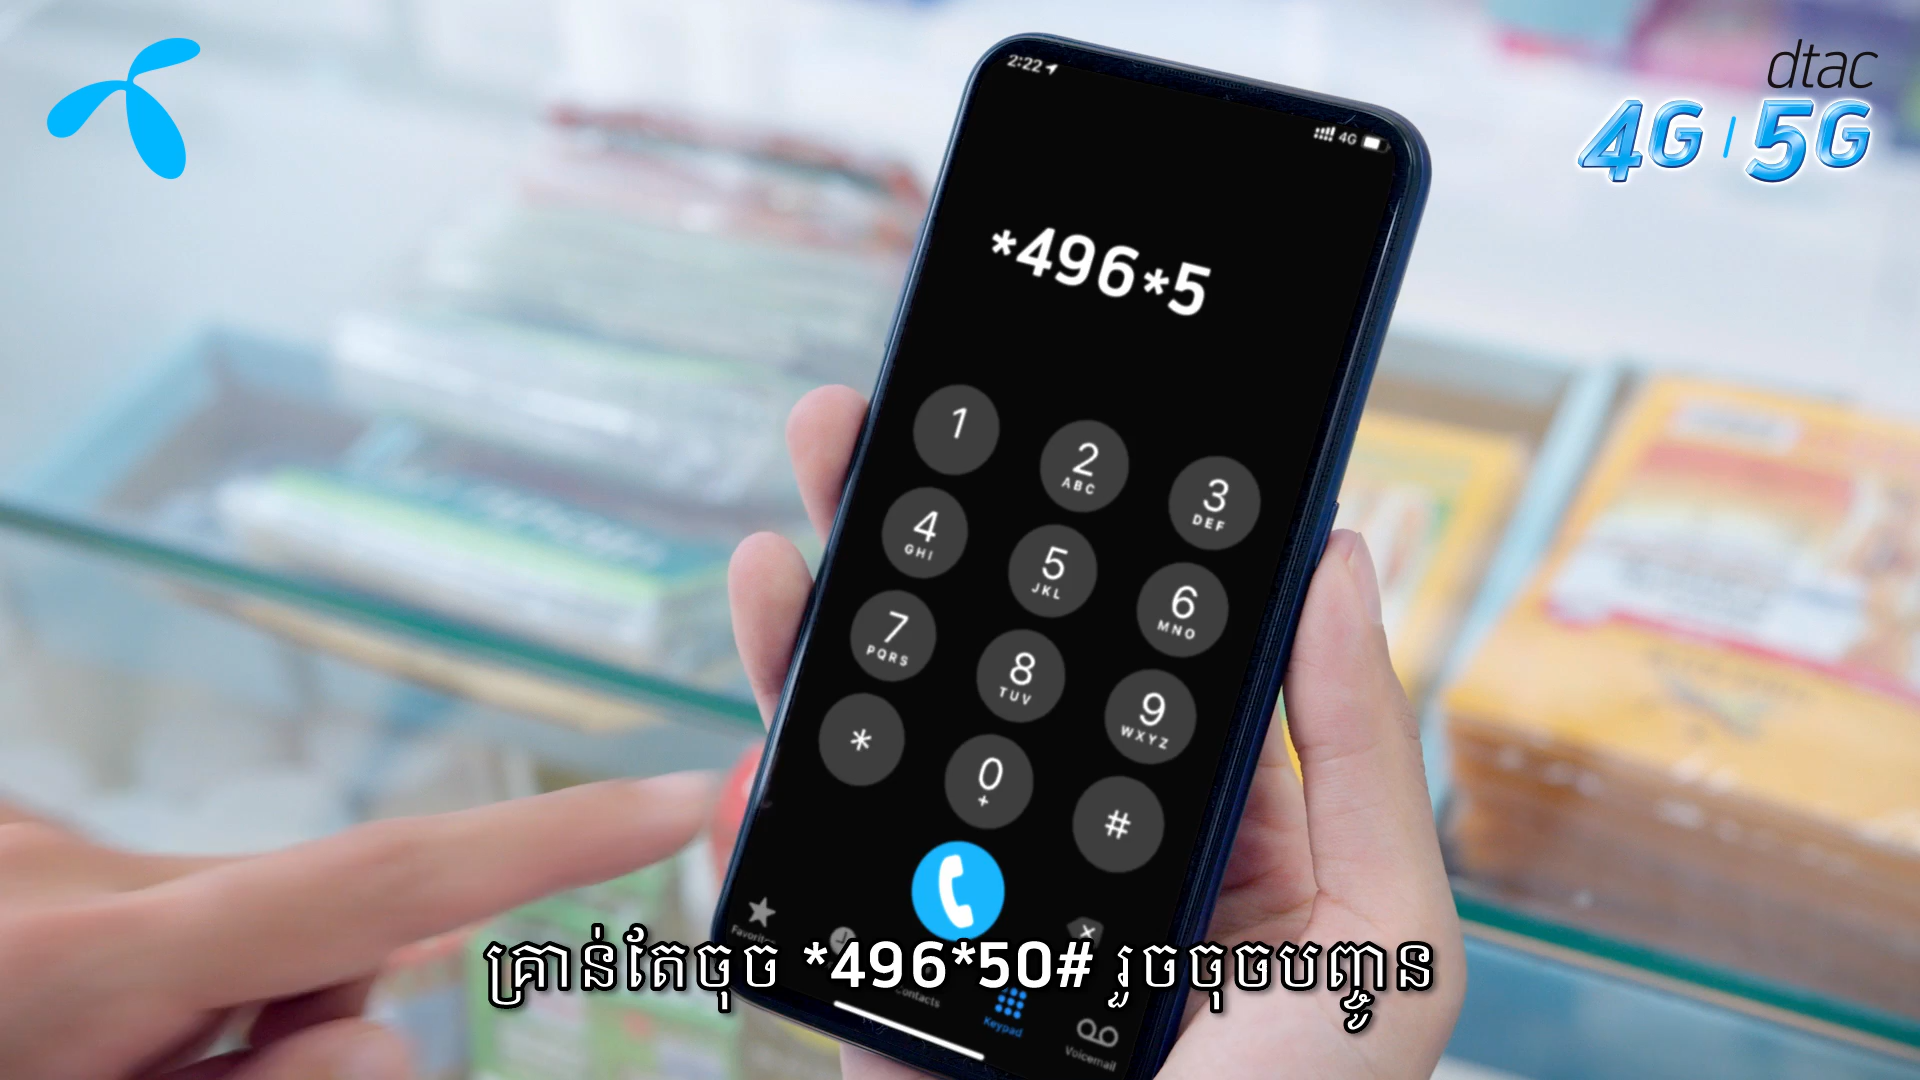 dtac
4G | 5G
2:22
4G
*496*5
1
2
ABC
3
DEF
4
GHI
5
JKL
6
MNO
7
PQRS
8
TUV
9
WXYZ
*
0
+
#
Contacts
Keypad
Voicemail
គ្រាន់តែចុច *496*50# រួចចុចបញ្ជូន